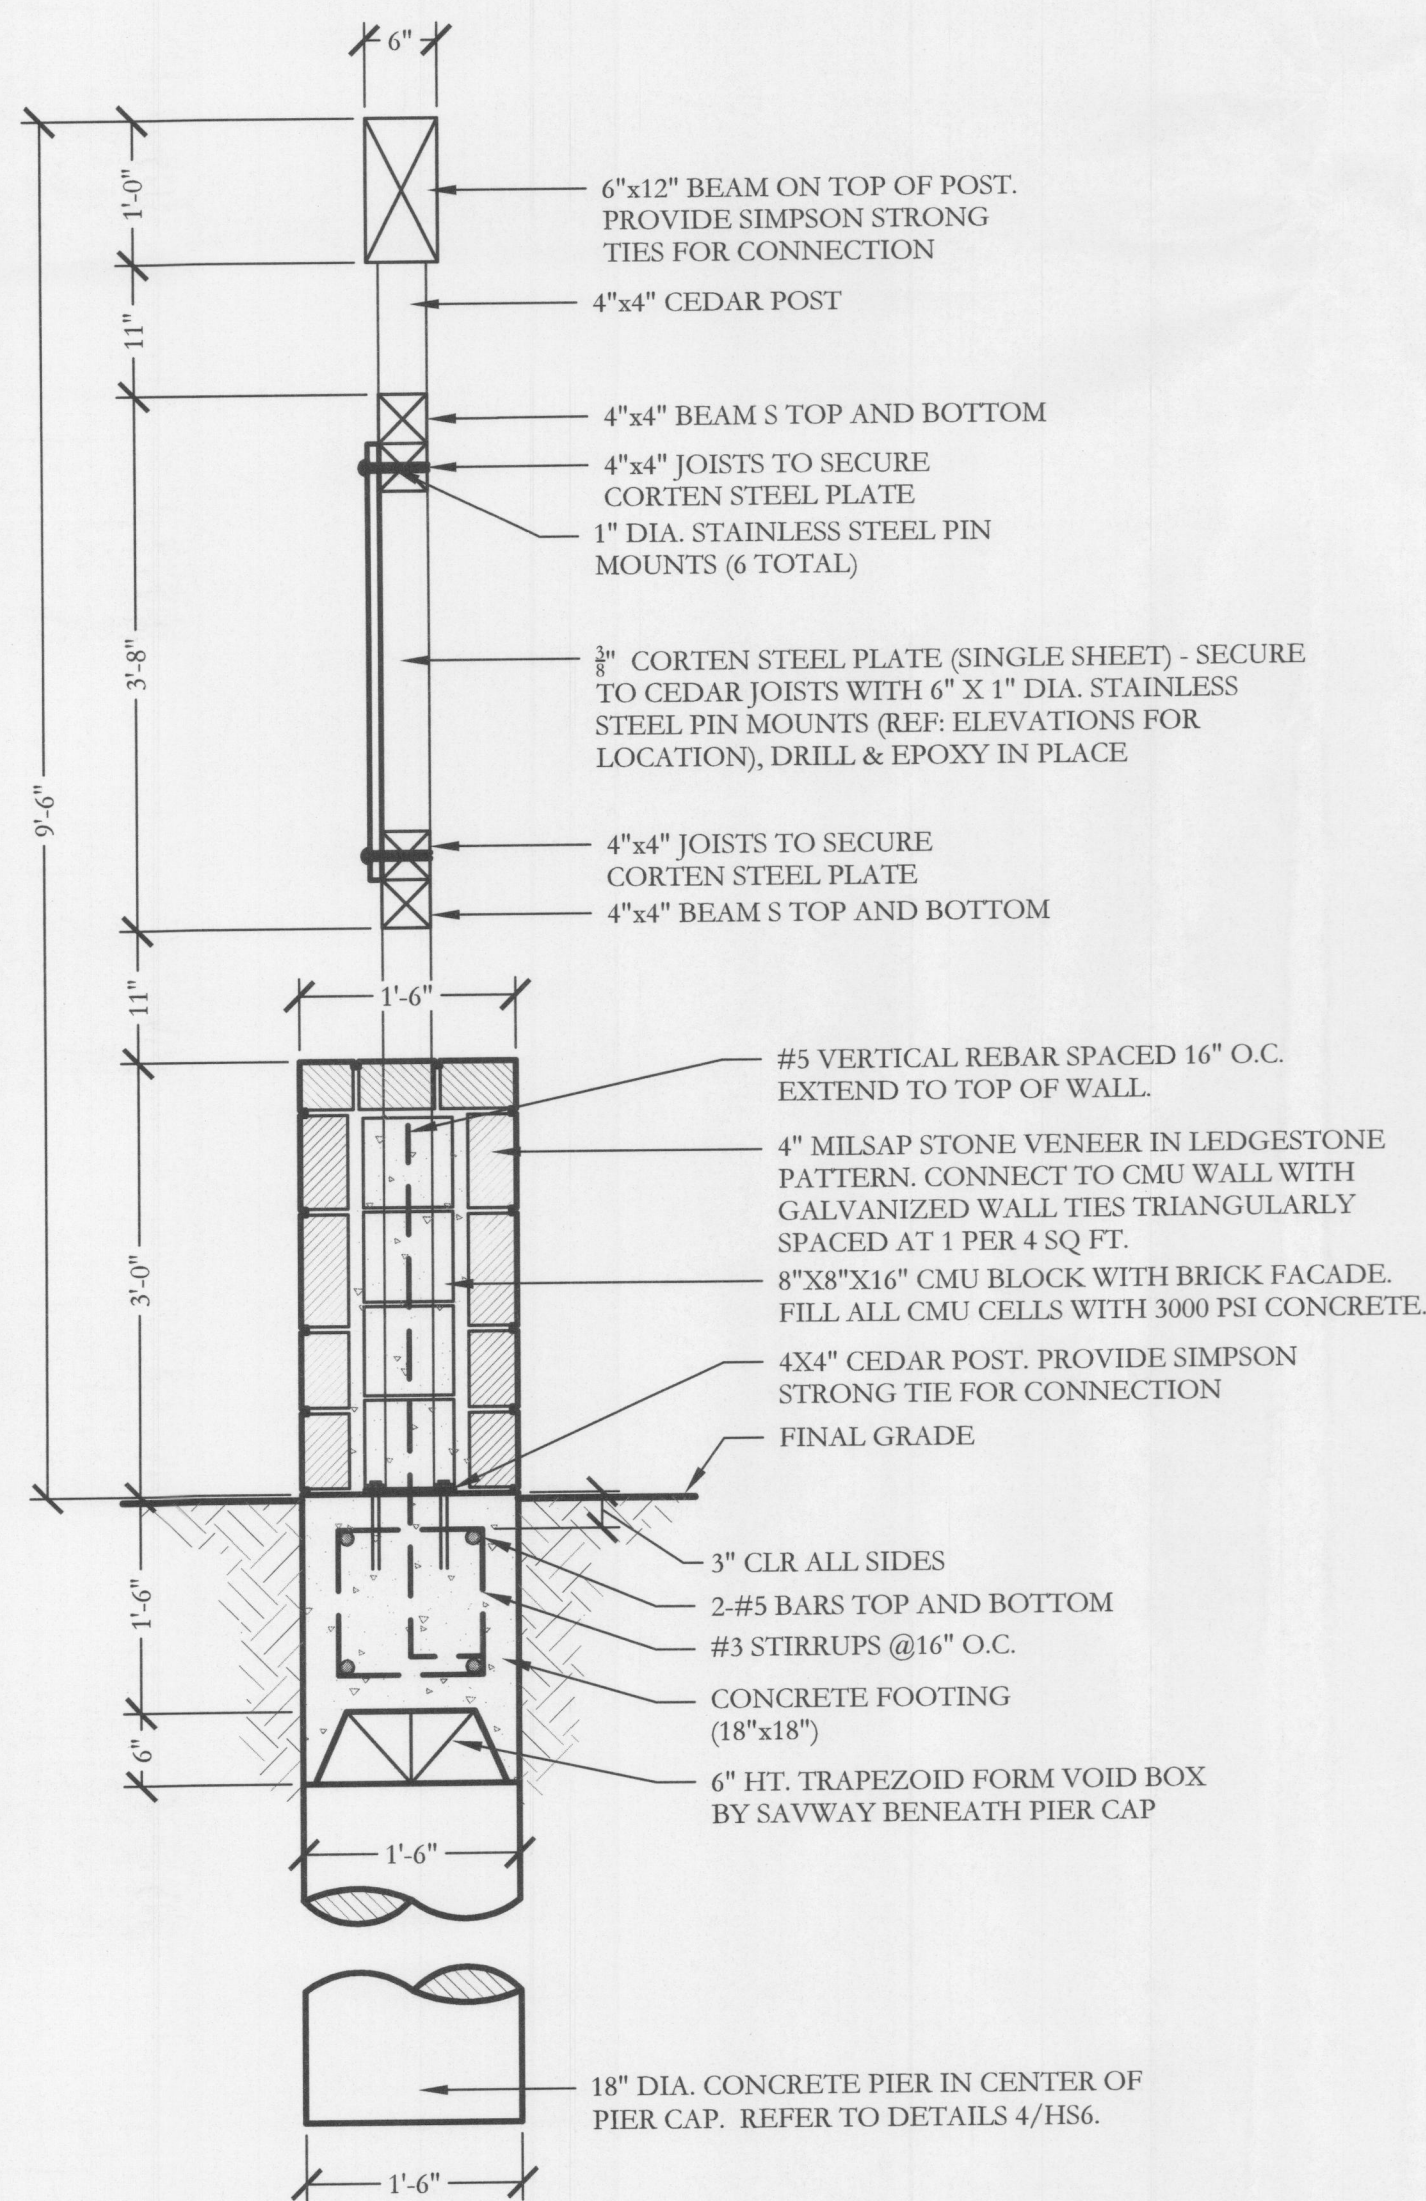 6"
1'-0"
6"x12" BEAM ON TOP OF POST.
PROVIDE SIMPSON STRONG
TIES FOR CONNECTION
11"
4"x4" CEDAR POST
4"x4" BEAM S TOP AND BOTTOM
4"x4" JOISTS TO SECURE
CORTEN STEEL PLATE
1" DIA. STAINLESS STEEL PIN
MOUNTS (6 TOTAL)
3'-8"
3/8" CORTEN STEEL PLATE (SINGLE SHEET) - SECURE
TO CEDAR JOISTS WITH 6" X 1" DIA. STAINLESS
STEEL PIN MOUNTS (REF: ELEVATIONS FOR
LOCATION), DRILL & EPOXY IN PLACE
9'-6"
4"x4" JOISTS TO SECURE
CORTEN STEEL PLATE
4"x4" BEAM S TOP AND BOTTOM
11"
1'-6"
#5 VERTICAL REBAR SPACED 16" O.C.
EXTEND TO TOP OF WALL.
4" MILSAP STONE VENEER IN LEDGESTONE
PATTERN. CONNECT TO CMU WALL WITH
GALVANIZED WALL TIES TRIANGULARLY
SPACED AT 1 PER 4 SQ FT.
3'-0"
8"X8"X16" CMU BLOCK WITH BRICK FACADE.
FILL ALL CMU CELLS WITH 3000 PSI CONCRETE.
4X4" CEDAR POST. PROVIDE SIMPSON
STRONG TIE FOR CONNECTION
FINAL GRADE
3" CLR ALL SIDES
1'-6"
2-#5 BARS TOP AND BOTTOM
#3 STIRRUPS @16" O.C.
CONCRETE FOOTING
(18"x18")
6"
6" HT. TRAPEZOID FORM VOID BOX
BY SAVWAY BENEATH PIER CAP
1'-6"
18" DIA. CONCRETE PIER IN CENTER OF
PIER CAP. REFER TO DETAILS 4/HS6.
1'-6"